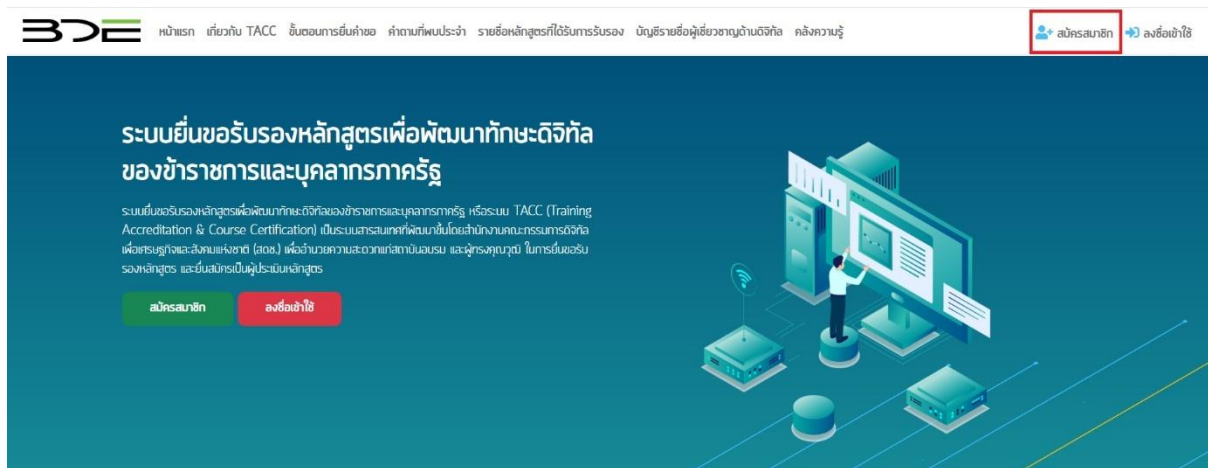 BDE หน้าแรก เกี่ยวกับ TACC ขั้นตอนการยื่นคำขอ คำถามที่พบประจำ รายชื่อหลักสูตรที่ได้รับการรับรอง บัญชีรายชื่อผู้เชี่ยวชาญด้านดิจิทัล คลังความรู้ สมัครสมาชิก ลงชื่อเข้าใช้
ระบบยื่นขอรับรองหลักสูตรเพื่อพัฒนาทักษะดิจิทัล
ของข้าราชการและบุคลากรภาครัฐ
ระบบยื่นขอรับรองหลักสูตรเพื่อพัฒนาทักษะดิจิทัลของข้าราชการและบุคลากรภาครัฐ หรือระบบ TACC (Training
Accreditation & Course Certification) เป็นระบบสารสนเทศที่พัฒนาขึ้นโดยสำนักงานคณะกรรมการดิจิทัล
เพื่อเศรษฐกิจและสังคมแห่งชาติ (สดช.) เพื่ออำนวยความสะดวกแก่สถาบันอบรม และผู้ทรงคุณวุฒิ ในการยื่นขอรับ
รองหลักสูตร และยื่นสมัครเป็นผู้ประเมินหลักสูตร
สมัครสมาชิก ลงชื่อเข้าใช้